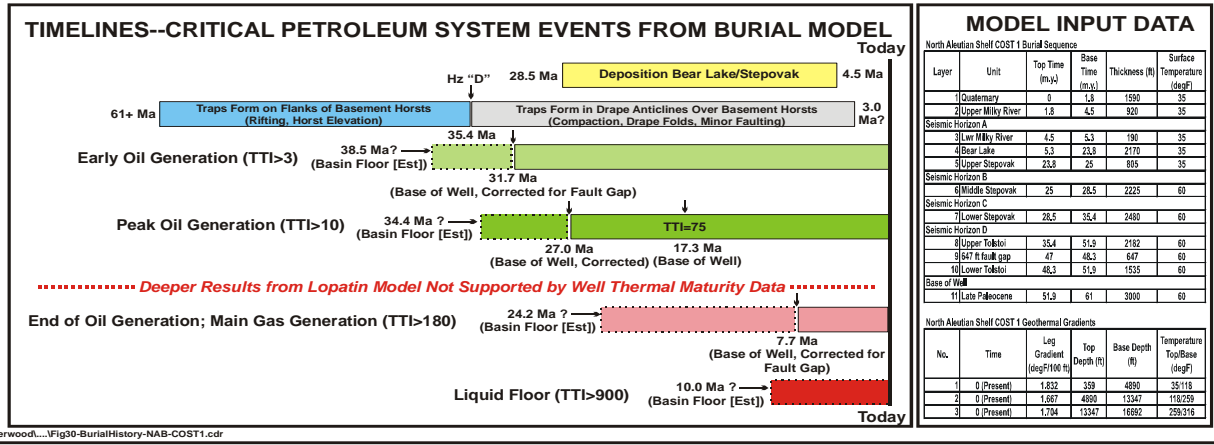 TIMELINES--CRITICAL PETROLEUM SYSTEM EVENTS FROM BURIAL MODEL
Today
Hz “D”
28.5 Ma
Deposition Bear Lake/Stepovak
4.5 Ma
61+ Ma
Traps Form on Flanks of Basement Horsts
(Rifting, Horst Elevation)
Traps Form in Drape Anticlines Over Basement Horsts
(Compaction, Drape Folds, Minor Faulting)
3.0
Ma?
35.4 Ma
Early Oil Generation (TTI>3)
38.5 Ma?
(Basin Floor [Est])
31.7 Ma
(Base of Well, Corrected for Fault Gap)
Peak Oil Generation (TTI>10)
34.4 Ma ?
(Basin Floor [Est])
TTI=75
27.0 Ma
(Base of Well, Corrected)
17.3 Ma
(Base of Well)
Deeper Results from Lopatin Model Not Supported by Well Thermal Maturity Data
End of Oil Generation; Main Gas Generation (TTI>180)
24.2 Ma ?
(Basin Floor [Est])
7.7 Ma
(Base of Well, Corrected for
Fault Gap)
Liquid Floor (TTI>900)
10.0 Ma ?
(Basin Floor [Est])
Today
erwood\....\Fig30-BurialHistory-NAB-COST1.cdr
MODEL INPUT DATA
North Aleutian Shelf COST 1 Burial Sequence
Layer Unit Top Time (m.y.) Base Time (m.y.) Thickness (ft) Surface Temperature (degF)
1 Quaternary 0 1.8 1590 35
2 Upper Milky River 1.8 4.5 920 35
Seismic Horizon A
3 Lwr Milky River 4.5 5.3 190 35
4 Bear Lake 5.3 23.8 2170 35
5 Upper Stepovak 23.8 25 805 35
Seismic Horizon B
6 Middle Stepovak 25 28.5 2225 60
Seismic Horizon C
7 Lower Stepovak 28.5 35.4 2480 60
Seismic Horizon D
8 Upper Tolstoi 35.4 51.9 2182 60
9 647 ft fault gap 47 48.3 647 60
10 Lower Tolstoi 48.3 51.9 1535 60
Base of Well
11 Late Paleocene 51.9 61 3000 60
North Aleutian Shelf COST 1 Geothermal Gradients
No. Time Leg Gradient (degF/100 ft) Top Depth (ft) Base Depth (ft) Temperature Top/Base (degF)
1 0 (Present) 1.832 359 4890 35/118
2 0 (Present) 1.667 4890 13347 118/259
3 0 (Present) 1.704 13347 16692 259/316